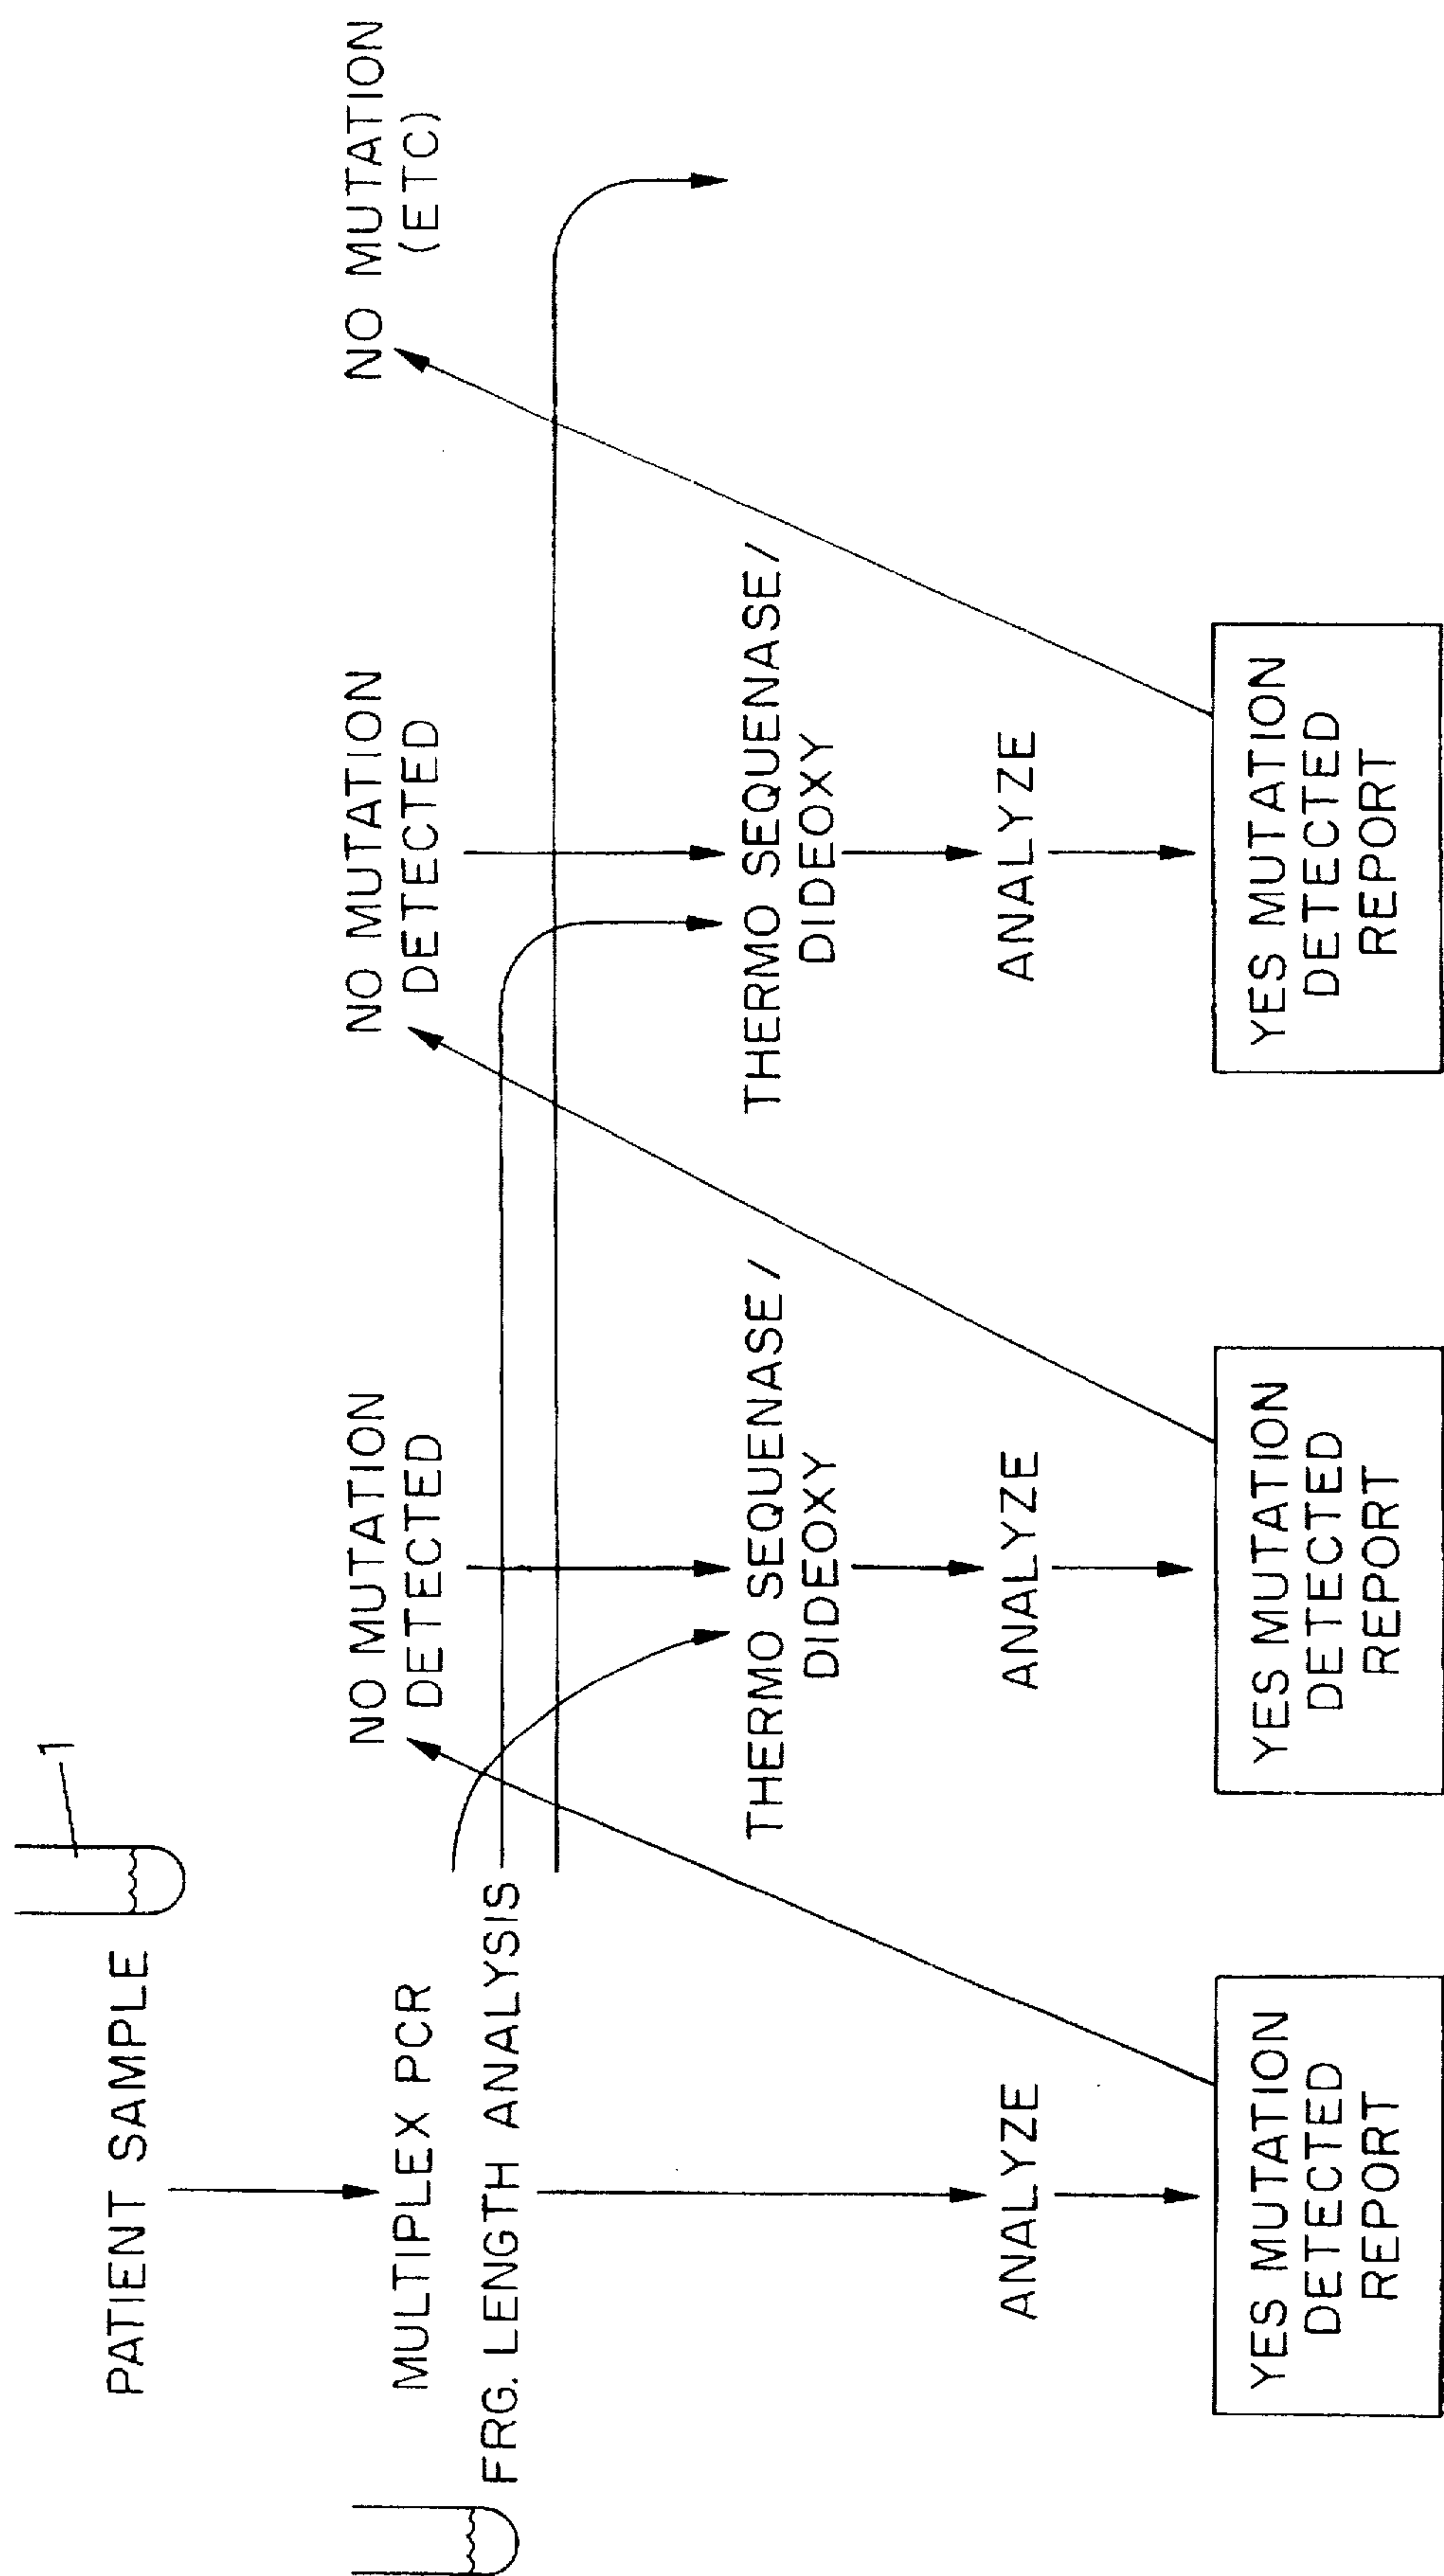 PATIENT SAMPLE
1
MULTIPLEX PCR
FRG. LENGTH ANALYSIS
ANALYZE
YES MUTATION
DETECTED
REPORT
NO MUTATION
DETECTED
THERMO SEQUENASE/
DIDEOXY
ANALYZE
YES MUTATION
DETECTED
REPORT
NO MUTATION
DETECTED
THERMO SEQUENASE/
DIDEOXY
ANALYZE
YES MUTATION
DETECTED
REPORT
NO MUTATION
(ETC)